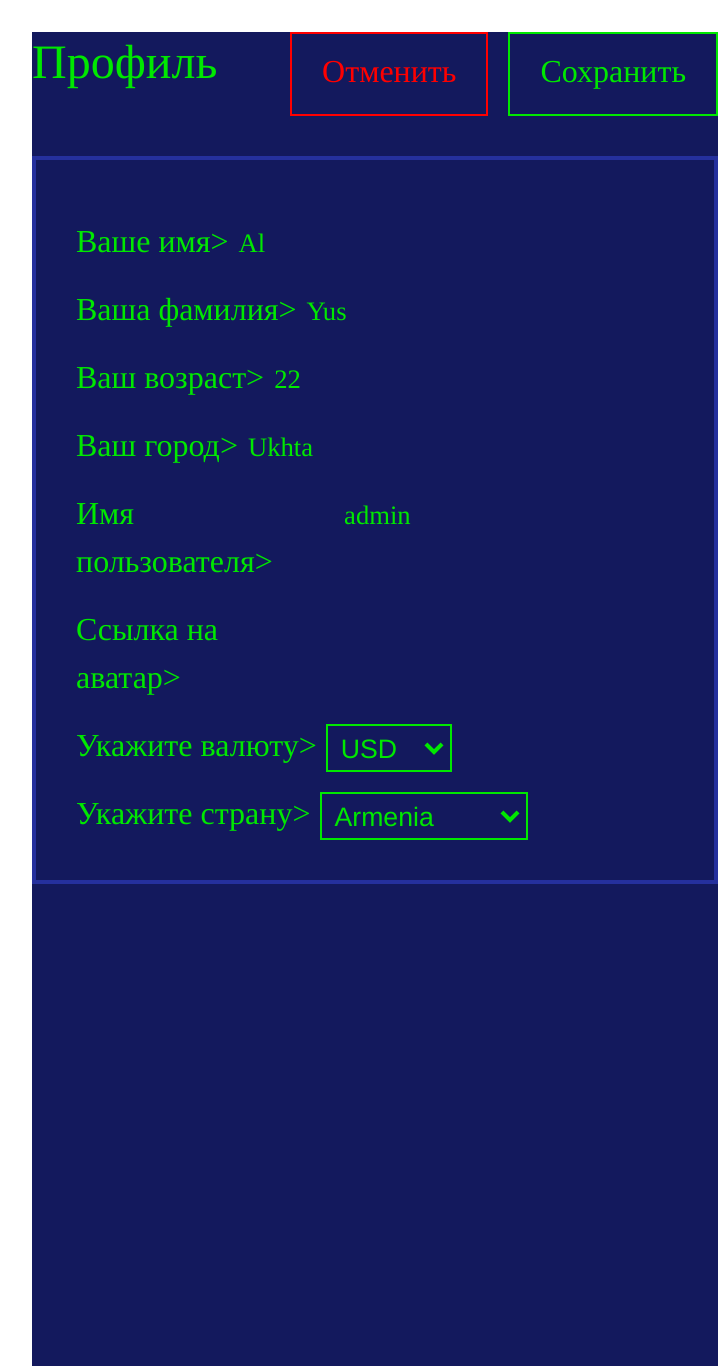 Профиль Отменить Сохранить
Ваше имя> Al
Ваша фамилия> Yus
Ваш возраст> 22
Ваш город> Ukhta
Имя admin
пользователя>
Ссылка на
аватар>
Укажите валюту> USD
Укажите страну> Armenia